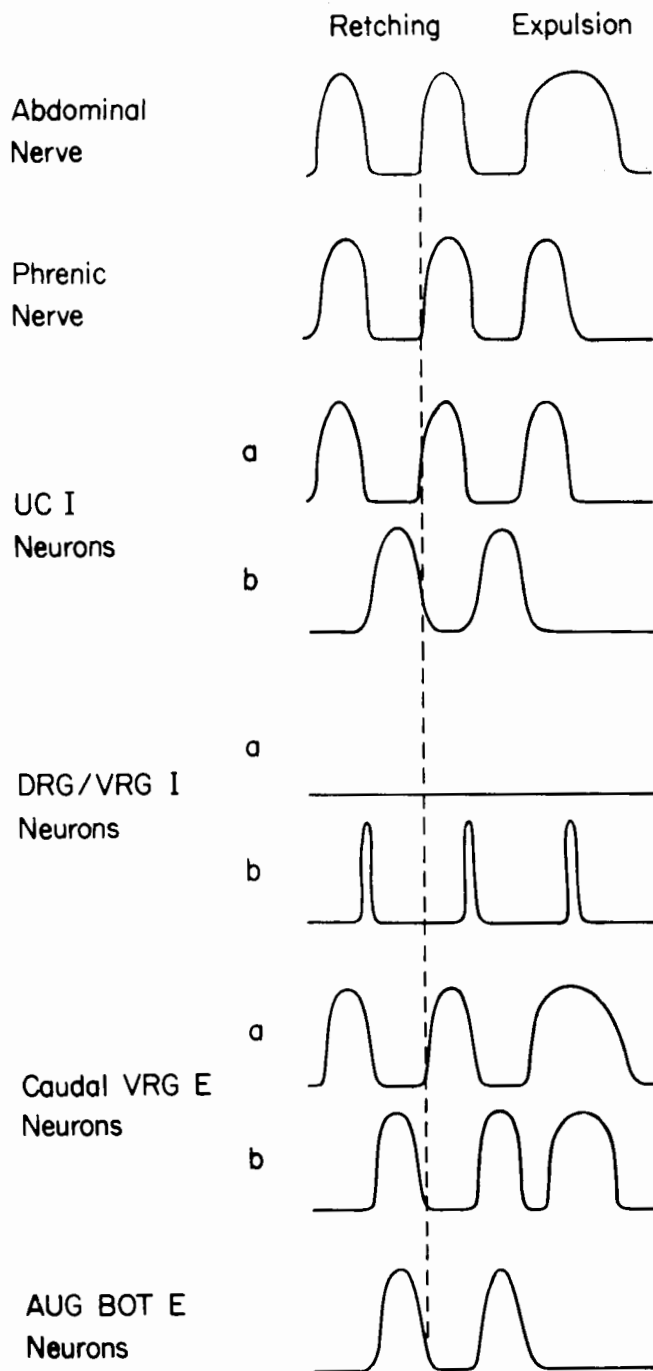 Retching Expulsion
Abdominal
Nerve
Phrenic
Nerve
a
UC I
Neurons
b
a
DRG/VRG I
Neurons
b
a
Caudal VRG E
Neurons
b
AUG BOT E
Neurons